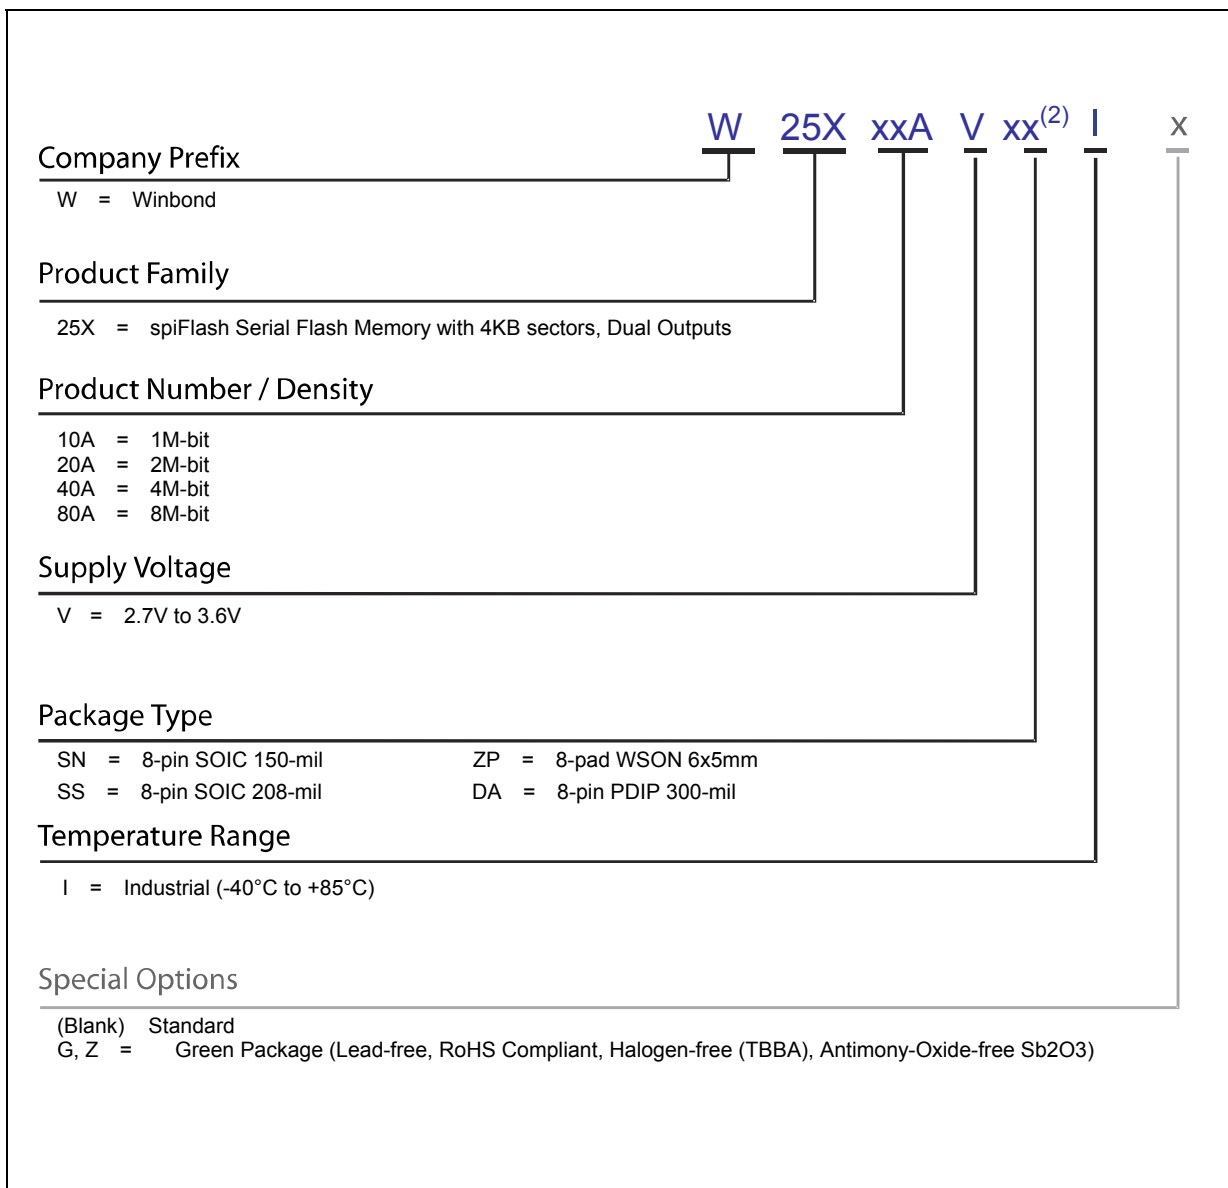 W 25X xxA V xx(2) I x
Company Prefix
W = Winbond
Product Family
25X = spiFlash Serial Flash Memory with 4KB sectors, Dual Outputs
Product Number / Density
10A = 1M-bit
20A = 2M-bit
40A = 4M-bit
80A = 8M-bit
Supply Voltage
V = 2.7V to 3.6V
Package Type
SN = 8-pin SOIC 150-mil ZP = 8-pad WSON 6x5mm
SS = 8-pin SOIC 208-mil DA = 8-pin PDIP 300-mil
Temperature Range
I = Industrial (-40°C to +85°C)
Special Options
(Blank) Standard
G, Z = Green Package (Lead-free, RoHS Compliant, Halogen-free (TBBA), Antimony-Oxide-free Sb2O3)